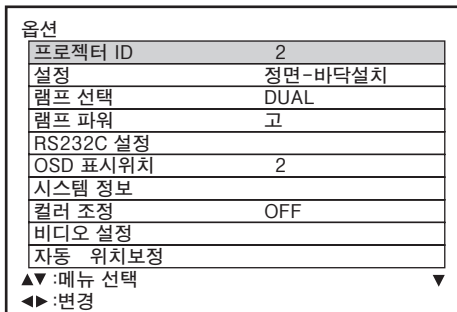 옵션
프로젝터 ID 2
설정 정면-바닥설치
램프 선택 DUAL
램프 파워 고
RS232C 설정
OSD 표시위치 2
시스템 정보
컬러 조정 OFF
비디오 설정
자동 위치보정
▲▼ :메뉴 선택 ▼
◀▶ :변경